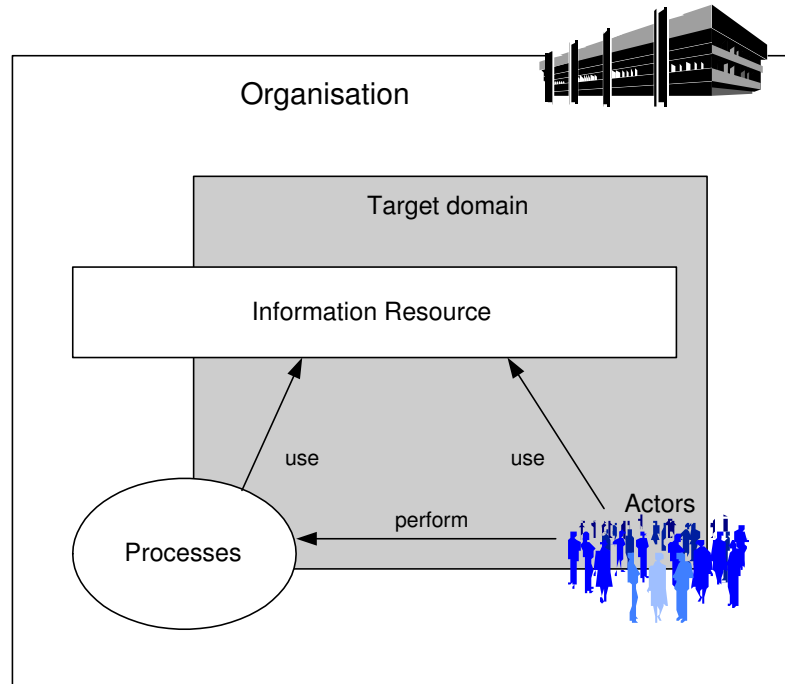 Organisation
Target domain
Information Resource
use
use
Actors
perform
Processes